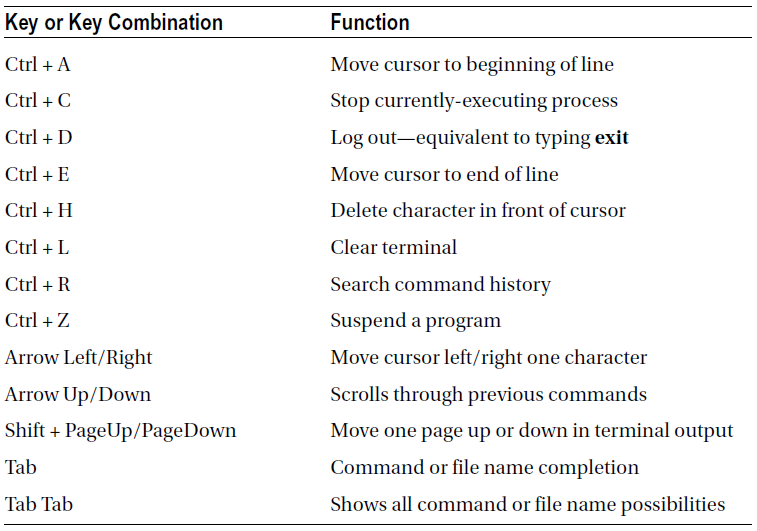 Key or Key Combination Function
Ctrl + A Move cursor to beginning of line
Ctrl + C Stop currently-executing process
Ctrl + D Log out—equivalent to typing exit
Ctrl + E Move cursor to end of line
Ctrl + H Delete character in front of cursor
Ctrl + L Clear terminal
Ctrl + R Search command history
Ctrl + Z Suspend a program
Arrow Left/Right Move cursor left/right one character
Arrow Up/Down Scrolls through previous commands
Shift + PageUp/PageDown Move one page up or down in terminal output
Tab Command or file name completion
Tab Tab Shows all command or file name possibilities